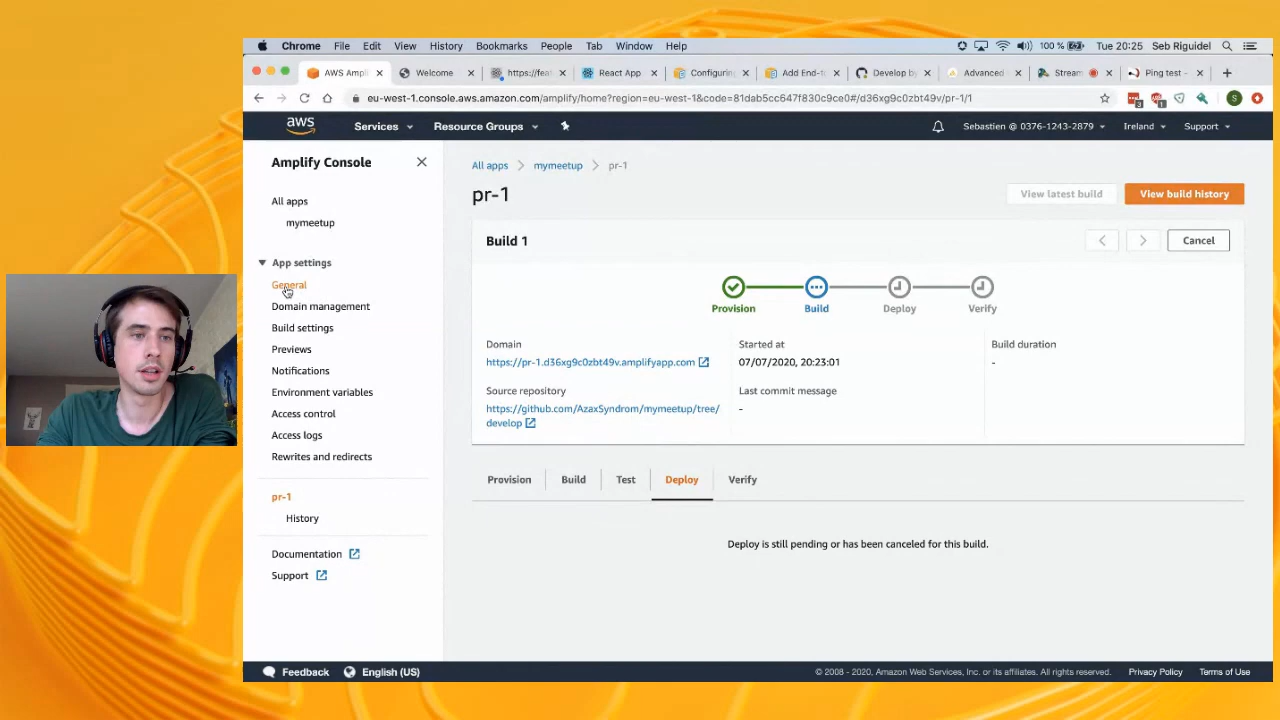 Chrome File Edit View History Bookmarks People Tab Window Help 100 % Tue 20:25 Seb Riguidel
AWS Ampli Welcome https://feat React App Configuring Add End-to Develop by Advanced Stream Ping test -
eu-west-1.console.aws.amazon.com/amplify/home?region=eu-west-1&code=81dab5cc647f830c9ce0#/d36xg9c0zbt49v/pr-1/1
aws Services Resource Groups Sebastien @ 0376-1243-2879 Ireland Support
Amplify Console
All apps
mymeetup
App settings
General
Domain management
Build settings
Previews
Notifications
Environment variables
Access control
Access logs
Rewrites and redirects
pr-1
History
Documentation
Support
All apps mymeetup pr-1
pr-1
View latest build View build history
Build 1
Cancel
Provision Build Deploy Verify
Domain
https://pr-1.d36xg9c0zbt49v.amplifyapp.com
Started at
07/07/2020, 20:23:01
Build duration
-
Source repository
https://github.com/AzaxSyndrom/mymeetup/tree/
develop
Last commit message
-
Provision Build Test Deploy Verify
Deploy is still pending or has been canceled for this build.
Feedback English (US) © 2008 - 2020, Amazon Web Services, Inc. or its affiliates. All rights reserved. Privacy Policy Terms of Use